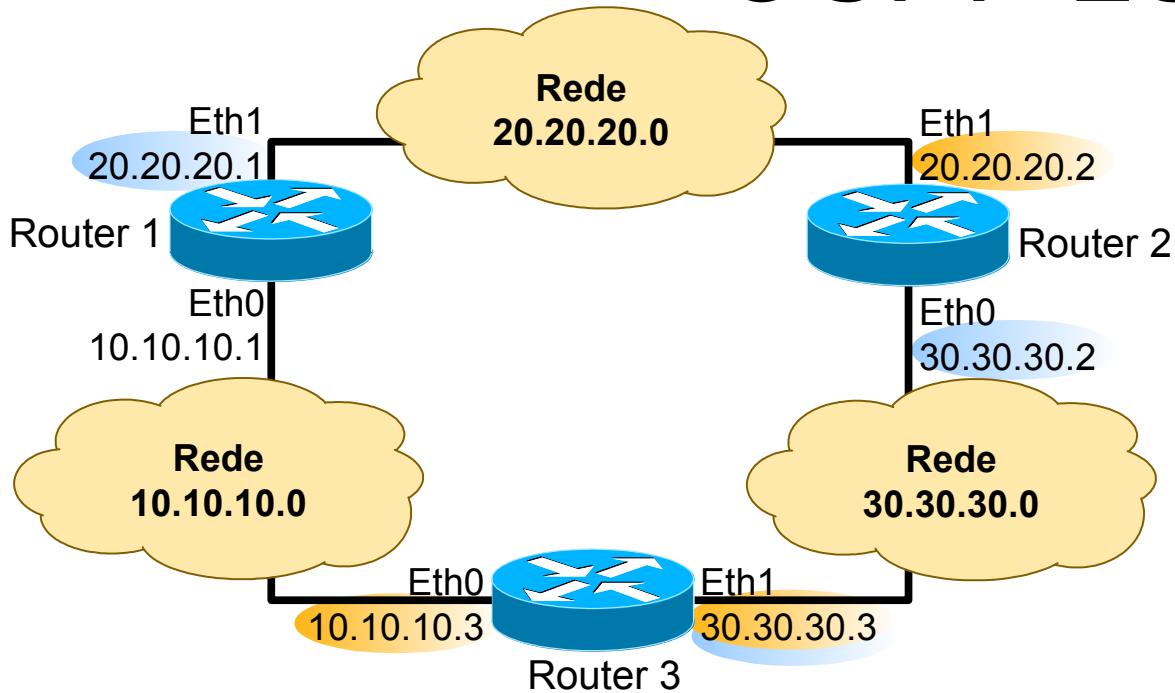 Rede
20.20.20.0
Eth1
20.20.20.1
Eth1
20.20.20.2
Router 1
Router 2
Eth0
10.10.10.1
Eth0
30.30.30.2
Rede
10.10.10.0
Rede
30.30.30.0
Eth0
10.10.10.3
Eth1
30.30.30.3
Router 3